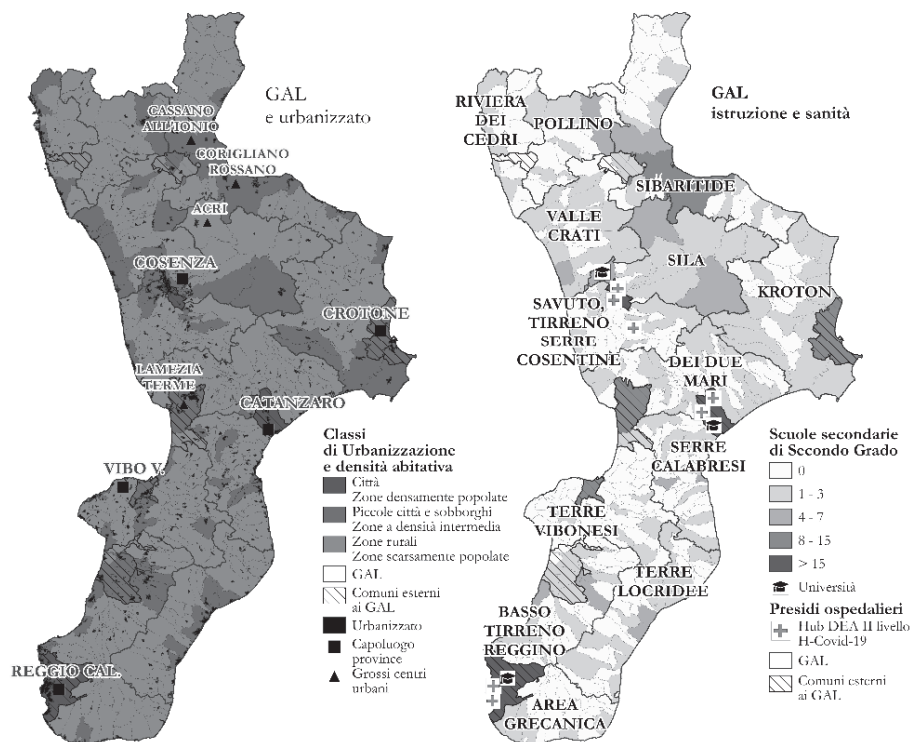 GAL
e urbanizzato
CASSANO
ALL'IONIO
CORIGLIANO
ROSSANO
ACRI
COSENZA
CROTONE
LAMEZIA
TERME
CATANZARO
VIBO V.
REGGIO CAL.
Classi
di Urbanizzazione
e densità abitativa
Città
Zone densamente popolate
Piccole città e sobborghi
Zone a densità intermedia
Zone rurali
Zone scarsamente popolate
GAL
Comuni esterni
ai GAL
Urbanizzato
Capoluogo
province
Grossi centri
urbani
GAL
istruzione e sanità
RIVIERA
DEI
CEDRI
POLLINO
SIBARITIDE
VALLE
CRATI
SILA
KROTON
SAVUTO,
TIRRENO
SERRE
COSENTINE
DEI DUE
MARI
SERRE
CALABRESI
TERRE
VIBONESI
TERRE
LOCRIDEE
BASSO
TIRRENO
REGGINO
AREA
GRECANICA
Scuole secondarie
di Secondo Grado
0
1 - 3
4 - 7
8 - 15
> 15
Università
Presidi ospedalieri
Hub DEA II livello
H-Covid-19
GAL
Comuni esterni
ai GAL